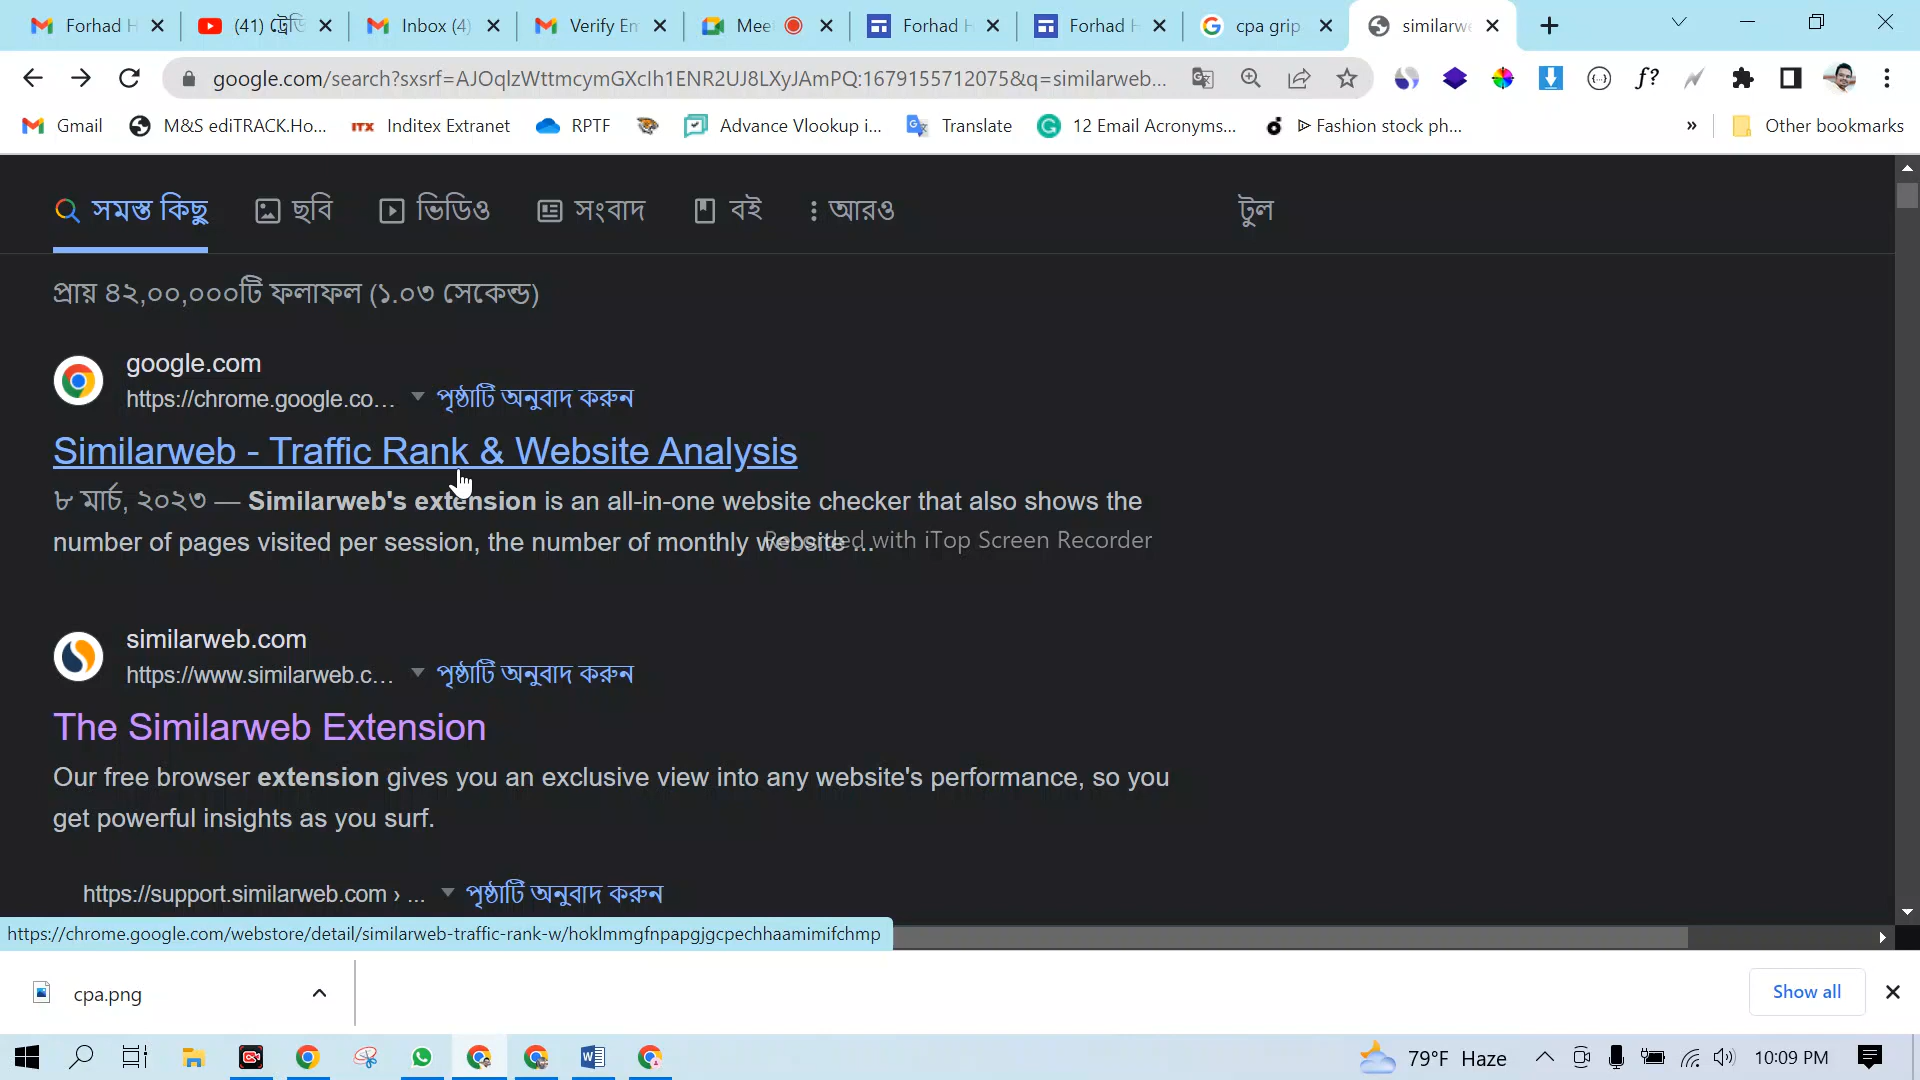 Forhad H
(41) টেডি
Inbox (4)
Verify Em
Mee
Forhad H
Forhad H
cpa grip
similarwe
google.com/search?sxsrf=AJOqlzWttmcymGXclh1ENR2UJ8LXyJAmPQ:1679155712075&q=similarweb...
Gmail
M&S ediTRACK.Ho...
ITX Inditex Extranet
RPTF
Advance Vlookup i...
Translate
12 Email Acronyms...
Fashion stock ph...
»
Other bookmarks
সমস্ত কিছু
ছবি
ভিডিও
সংবাদ
বই
আরও
টুল
প্রায় ৪২,০০,০০০টি ফলাফল (১.০৩ সেকেন্ড)
google.com
https://chrome.google.co... পৃষ্ঠাটি অনুবাদ করুন
Similarweb - Traffic Rank & Website Analysis
৮ মার্চ, ২০২৩ — Similarweb's extension is an all-in-one website checker that also shows the
number of pages visited per session, the number of monthly website ...
Recorded with iTop Screen Recorder
similarweb.com
https://www.similarweb.c... পৃষ্ঠাটি অনুবাদ করুন
The Similarweb Extension
Our free browser extension gives you an exclusive view into any website's performance, so you
get powerful insights as you surf.
https://support.similarweb.com › ... পৃষ্ঠাটি অনুবাদ করুন
https://chrome.google.com/webstore/detail/similarweb-traffic-rank-w/hoklmmgfnpapgjgcpechhaamimifchmp
cpa.png
Show all
79°F Haze
10:09 PM